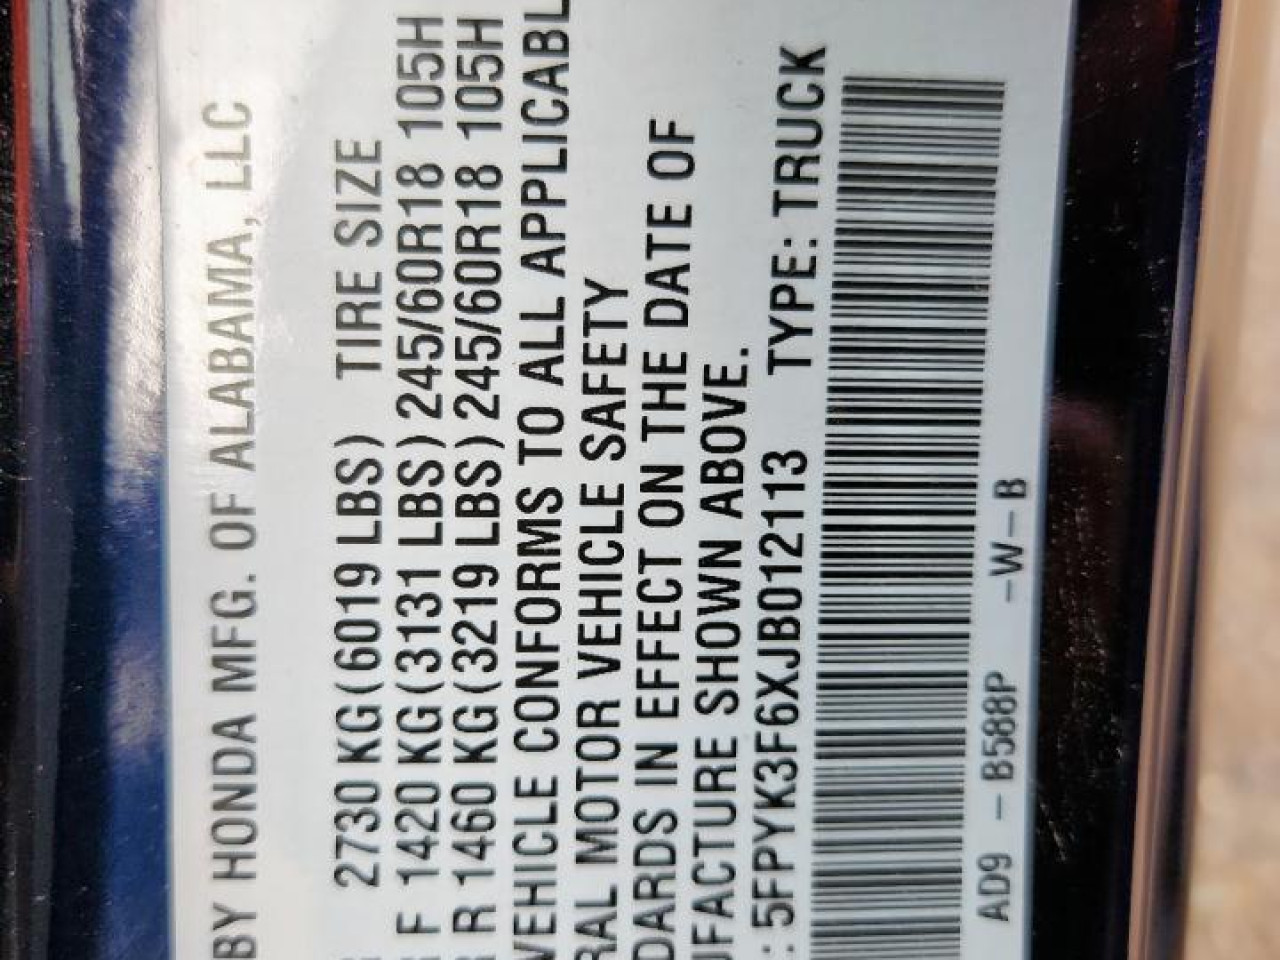 BY HONDA MFG. OF ALABAMA, LLC
2730 KG(6019 LBS) TIRE SIZE
F 1420 KG(3131 LBS) 245/60R18 105H
R 1460 KG(3219 LBS) 245/60R18 105H
VEHICLE CONFORMS TO ALL APPLICABL
RAL MOTOR VEHICLE SAFETY
DARDS IN EFFECT ON THE DATE OF
UFACTURE SHOWN ABOVE.
: 5FPYK3F6XJB012113 TYPE: TRUCK
AD9 - B588P -W-B